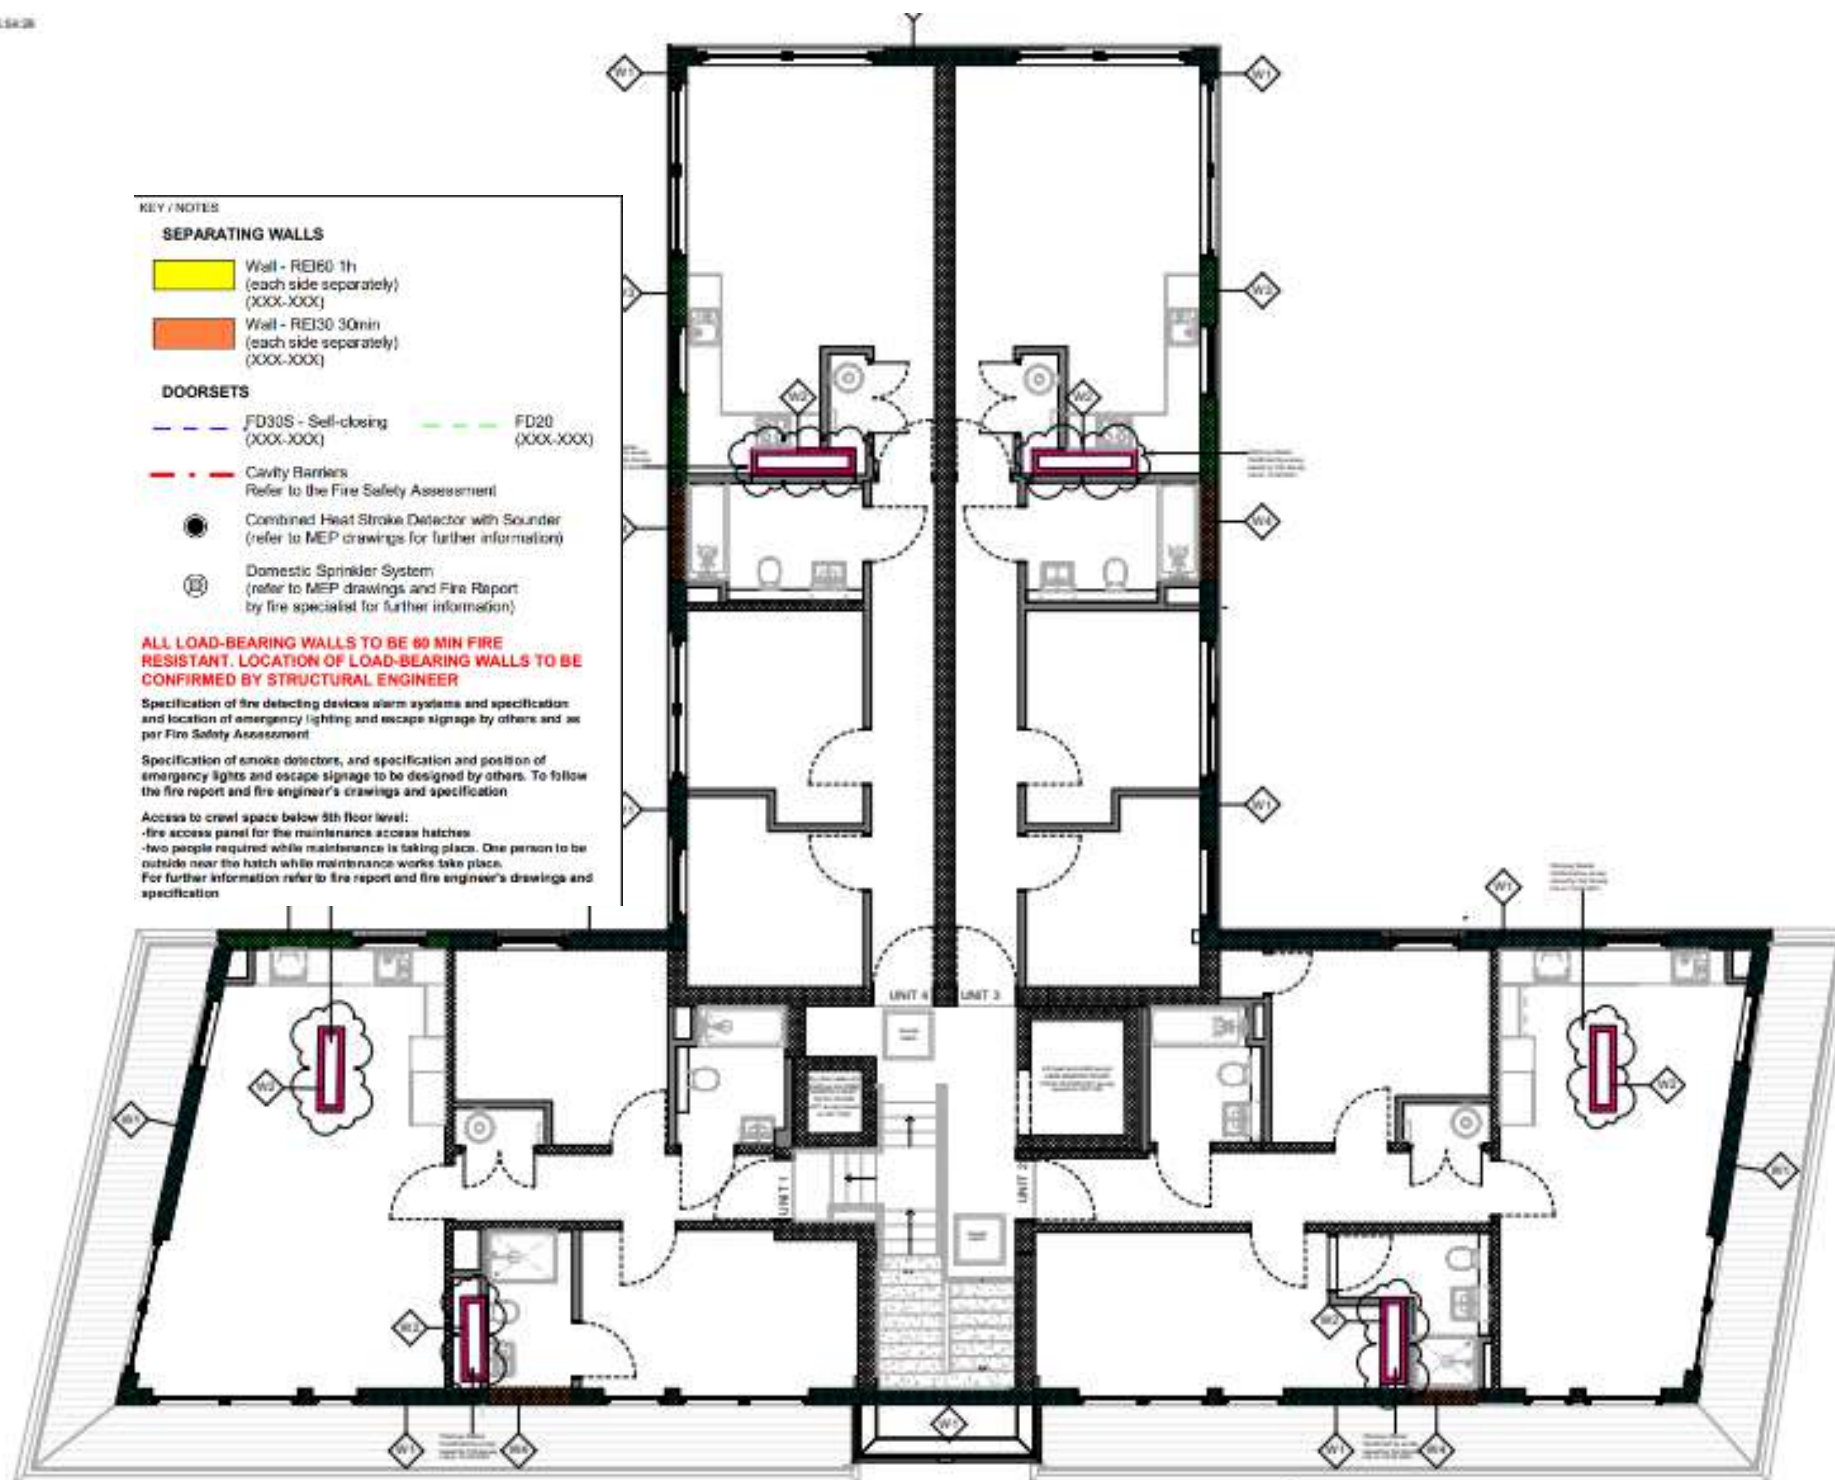 KEY / NOTES
SEPARATING WALLS
Wall - REI60 1h
(each side separately)
(XXX-XXX)
Wall - REI30 30min
(each side separately)
(XXX-XXX)
DOORSETS
FD30S - Self-closing
(XXX-XXX)
FD20
(XXX-XXX)
Cavity Barriers
Refer to the Fire Safety Assessment
Combined Heat Stroke Detector with Sounder
(refer to MEP drawings for further information)
Domestic Sprinkler System
(refer to MEP drawings and Fire Report
by fire specialist for further information)
ALL LOAD-BEARING WALLS TO BE 60 MIN FIRE
RESISTANT. LOCATION OF LOAD-BEARING WALLS TO BE
CONFIRMED BY STRUCTURAL ENGINEER
Specification of fire detecting devices alarm systems and specification
and location of emergency lighting and escape signage by others and as
per Fire Safety Assessment
Specification of smoke detectors, and specification and position of
emergency lights and escape signage to be designed by others. To follow
the fire report and fire engineer's drawings and specification
Access to crawl space below 5th floor level:
-fire access panel for the maintenance access hatches
-two people required while maintenance is taking place. One person to be
outside near the hatch while maintenance works take place.
For further information refer to fire report and fire engineer's drawings and
specification
W1
W1
W3
W2
W2
W4
W1
W1
UNIT 4
UNIT 3
W2
W2
W1
W1
UNIT 1
UNIT 2
W2
W2
W1
W4
W1
W1
W4